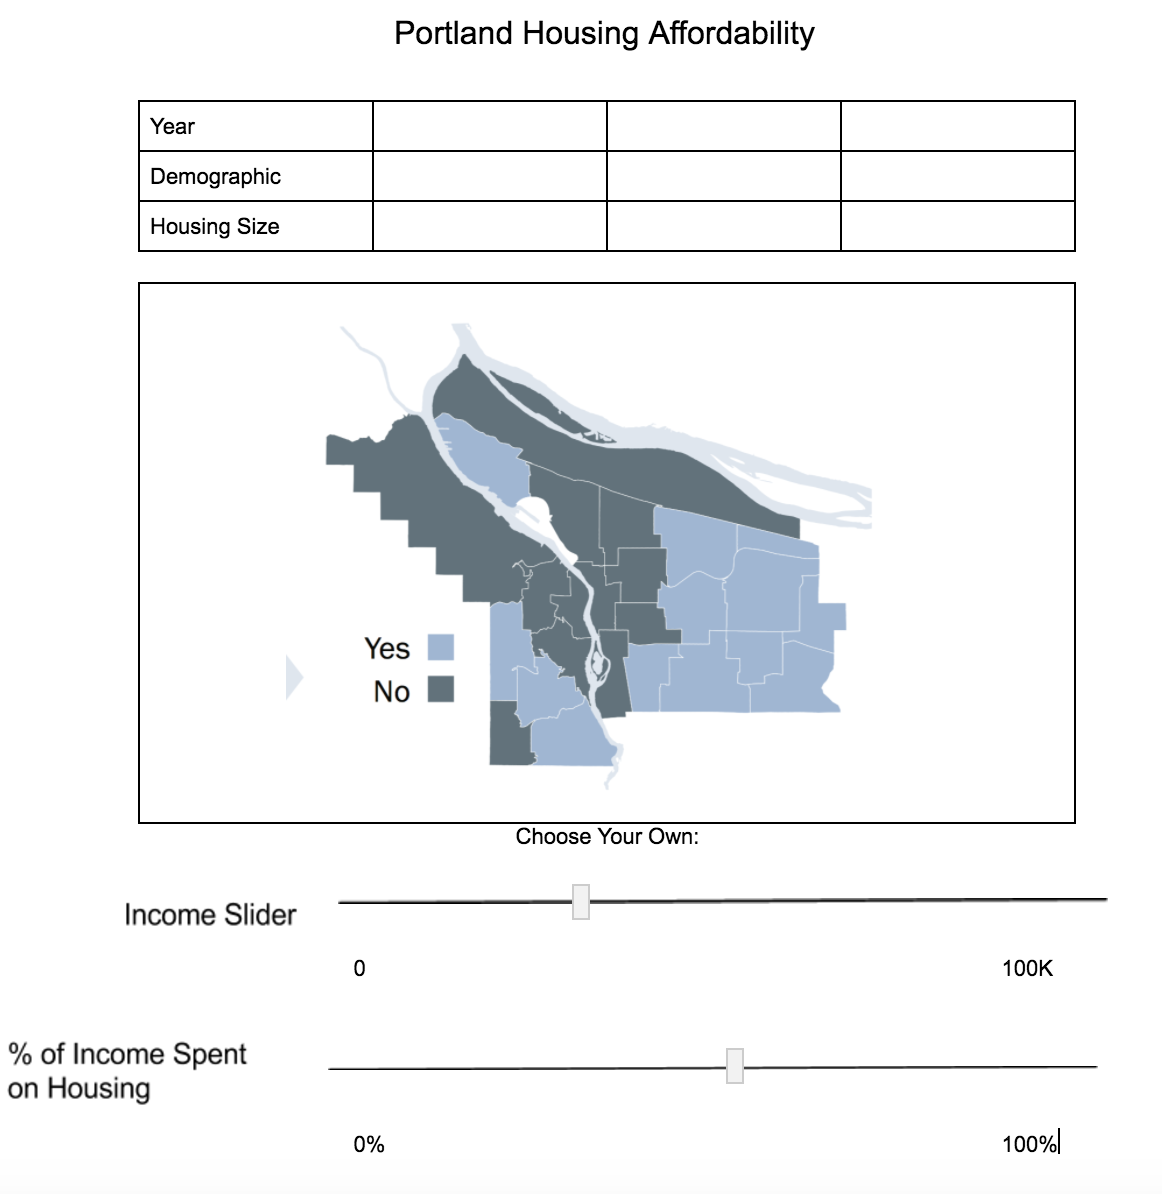 Portland Housing Affordability
Year
Demographic
Housing Size
Yes
No
Choose Your Own:
Income Slider
0
100K
% of Income Spent
on Housing
0%
100%